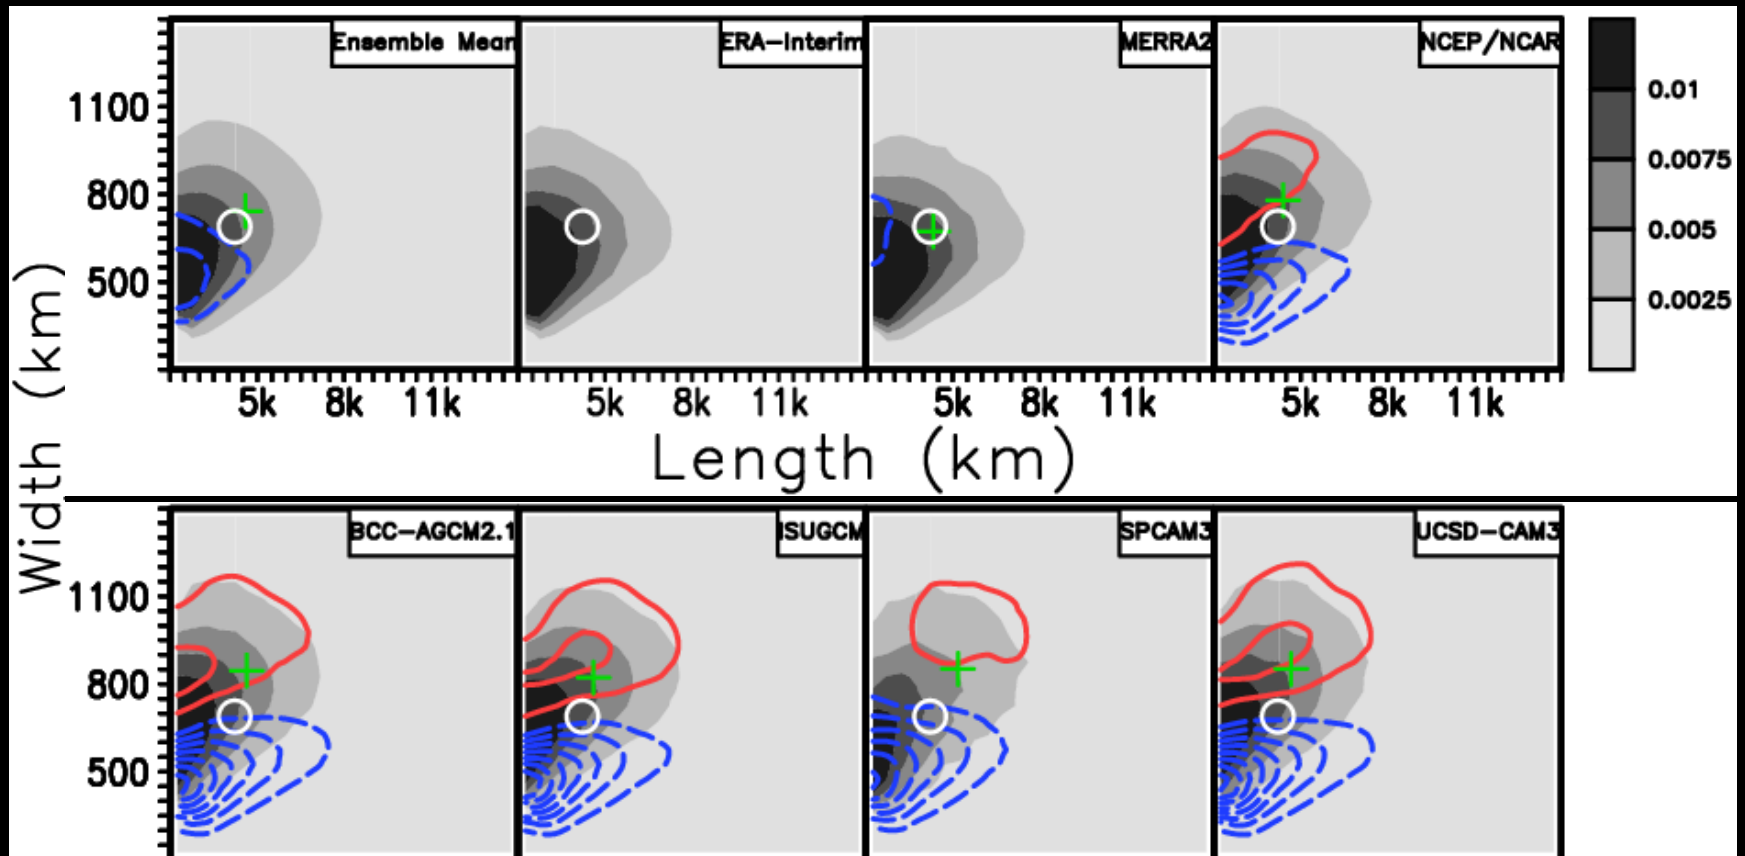 Ensemble Mean
ERA-Interim
MERRA2
NCEP/NCAR
1100
800
500
0.01
0.0075
0.005
0.0025
5k 8k 11k
5k 8k 11k
5k 8k 11k
5k 8k 11k
Length (km)
Width (km)
BCC-AGCM2.1
ISUGCM
SPCAM3
UCSD-CAM3
1100
800
500